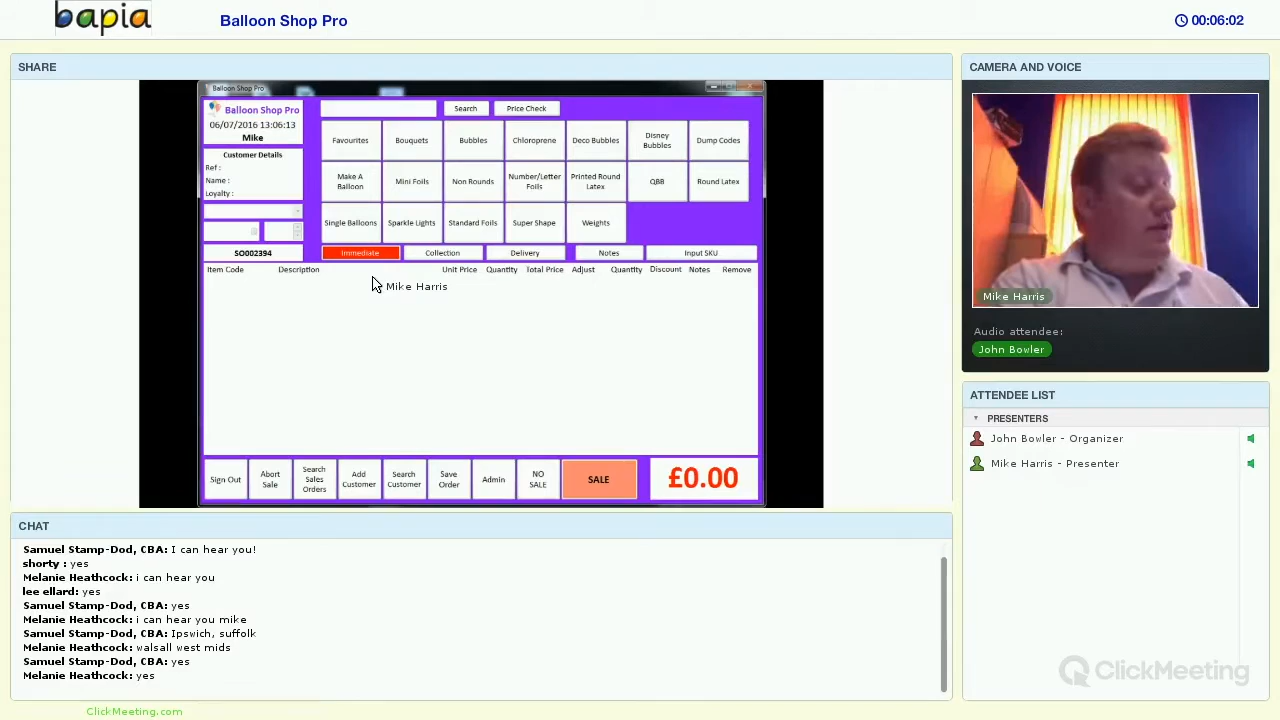 bapia
Balloon Shop Pro
00:06:02
SHARE
CAMERA AND VOICE
Balloon Shop Pro
Balloon Shop Pro
06/07/2016 13:06:13
Mike
Customer Details
Ref :
Name :
Loyalty :
SO002394
Search
Price Check
Favourites
Bouquets
Bubbles
Chloroprene
Deco Bubbles
Disney Bubbles
Dump Codes
Make A Balloon
Mini Foils
Non Rounds
Number/Letter Foils
Printed Round Latex
QBB
Round Latex
Single Balloons
Sparkle Lights
Standard Foils
Super Shape
Weights
Immediate
Collection
Delivery
Notes
Input SKU
Item Code Description Unit Price Quantity Total Price Adjust Quantity Discount Notes Remove
Mike Harris
Sign Out
Abort Sale
Search Sales Orders
Add Customer
Search Customer
Save Order
Admin
NO SALE
SALE
£0.00
Mike Harris
Audio attendee:
John Bowler
ATTENDEE LIST
PRESENTERS
John Bowler - Organizer
Mike Harris - Presenter
CHAT
Samuel Stamp-Dod, CBA: I can hear you!
shorty : yes
Melanie Heathcock: i can hear you
lee ellard: yes
Samuel Stamp-Dod, CBA: yes
Melanie Heathcock: i can hear you mike
Samuel Stamp-Dod, CBA: Ipswich, suffolk
Melanie Heathcock: walsall west mids
Samuel Stamp-Dod, CBA: yes
Melanie Heathcock: yes
ClickMeeting
ClickMeeting.com